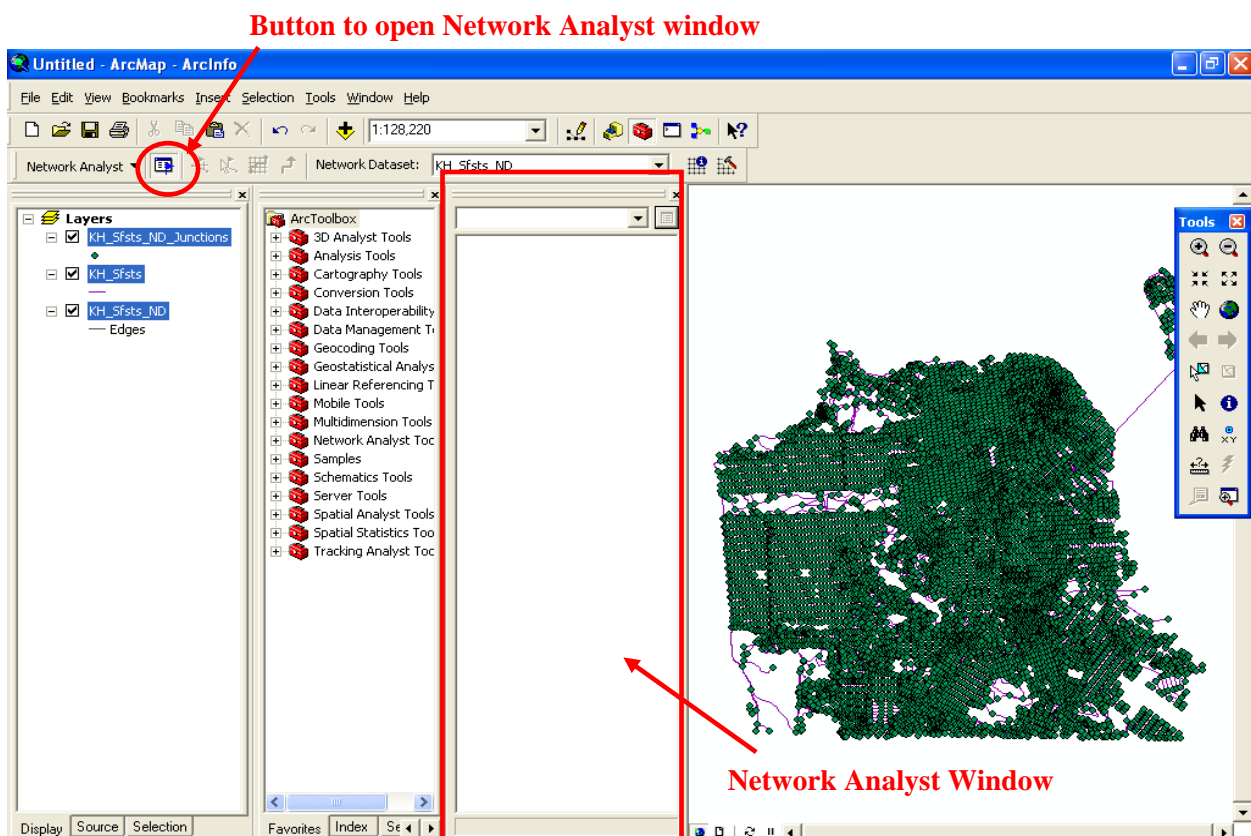 Button to open Network Analyst window
Untitled - ArcMap - ArcInfo
File Edit View Bookmarks Insert Selection Tools Window Help
1:128,220
Network Analyst
Network Dataset: KH_Sfsts_ND
Layers
KH_Sfsts_ND_Junctions
KH_Sfsts
KH_Sfsts_ND
Edges
ArcToolbox
3D Analyst Tools
Analysis Tools
Cartography Tools
Conversion Tools
Data Interoperability
Data Management T
Geocoding Tools
Geostatistical Analys
Linear Referencing T
Mobile Tools
Multidimension Tools
Network Analyst Too
Samples
Schematics Tools
Server Tools
Spatial Analyst Tools
Spatial Statistics Too
Tracking Analyst Too
Tools
XY
Network Analyst Window
Display Source Selection
Favorites Index Se